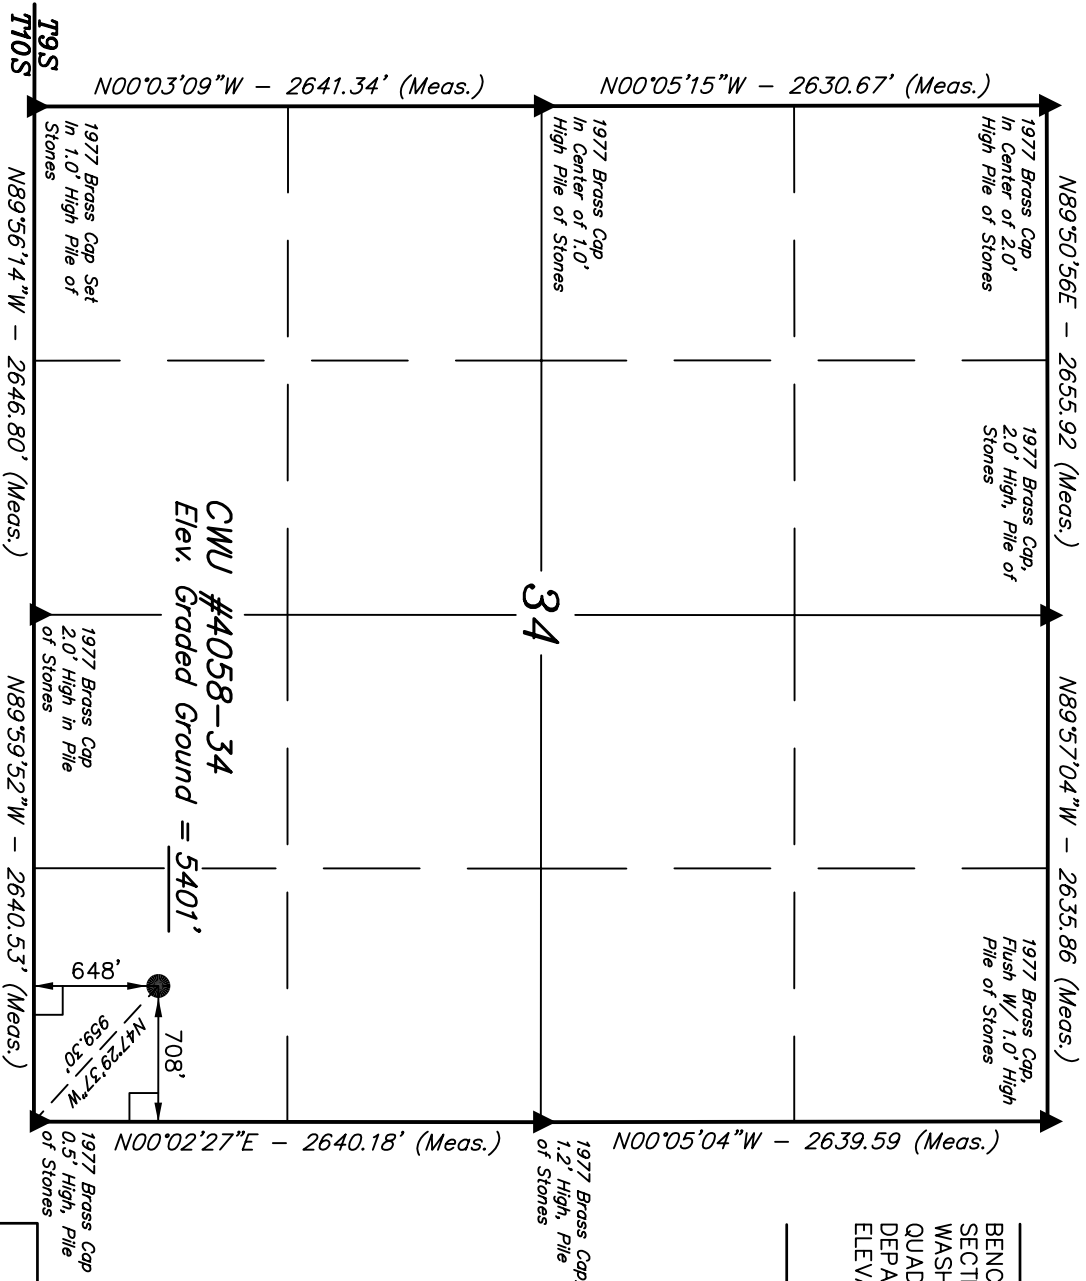 T9S
T10S
N00°03'09"W - 2641.34' (Meas.)
N00°05'15"W - 2630.67' (Meas.)
N89°50'56E - 2655.92 (Meas.)
N89°57'04"W - 2635.86 (Meas.)
1977 Brass Cap
In Center of 2.0'
High Pile of Stones
1977 Brass Cap,
2.0' High, Pile of
Stones
1977 Brass Cap,
Flush W/ 1.0' High
Pile of Stones
1977 Brass Cap
In Center of 1.0'
High Pile of Stones
34
1977 Brass Cap,
1.2' High, Pile
of Stones
N00°05'04"W - 2639.59 (Meas.)
N00°02'27"E - 2640.18' (Meas.)
CWU #4058-34
Elev. Graded Ground = 5401'
648'
708'
N47°29'37"W
959.30'
1977 Brass Cap Set
In 1.0' High Pile of
Stones
1977 Brass Cap
2.0' High in Pile
of Stones
1977 Brass Cap
0.5' High, Pile
of Stones
N89°56'14"W - 2646.80' (Meas.)
N89°59'52"W - 2640.53' (Meas.)
BENC
SECT
WASH
QUAD
DEPA
ELEVA